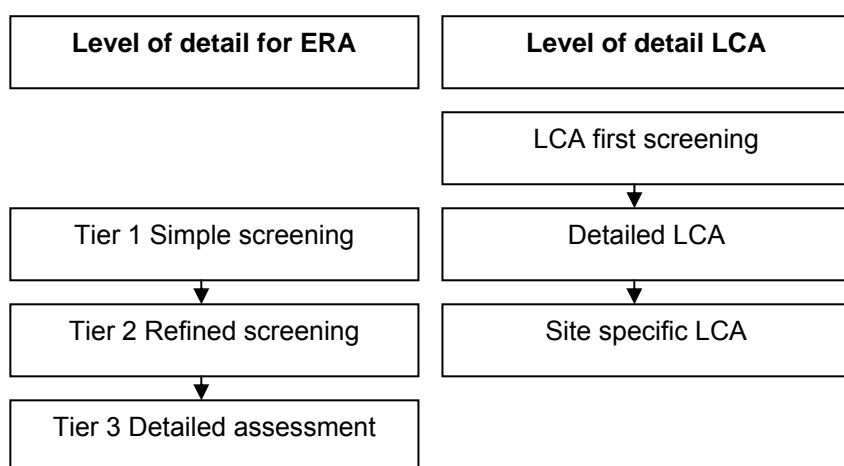 Level of detail for ERA
Level of detail LCA
LCA first screening
Tier 1 Simple screening
Detailed LCA
Tier 2 Refined screening
Site specific LCA
Tier 3 Detailed assessment